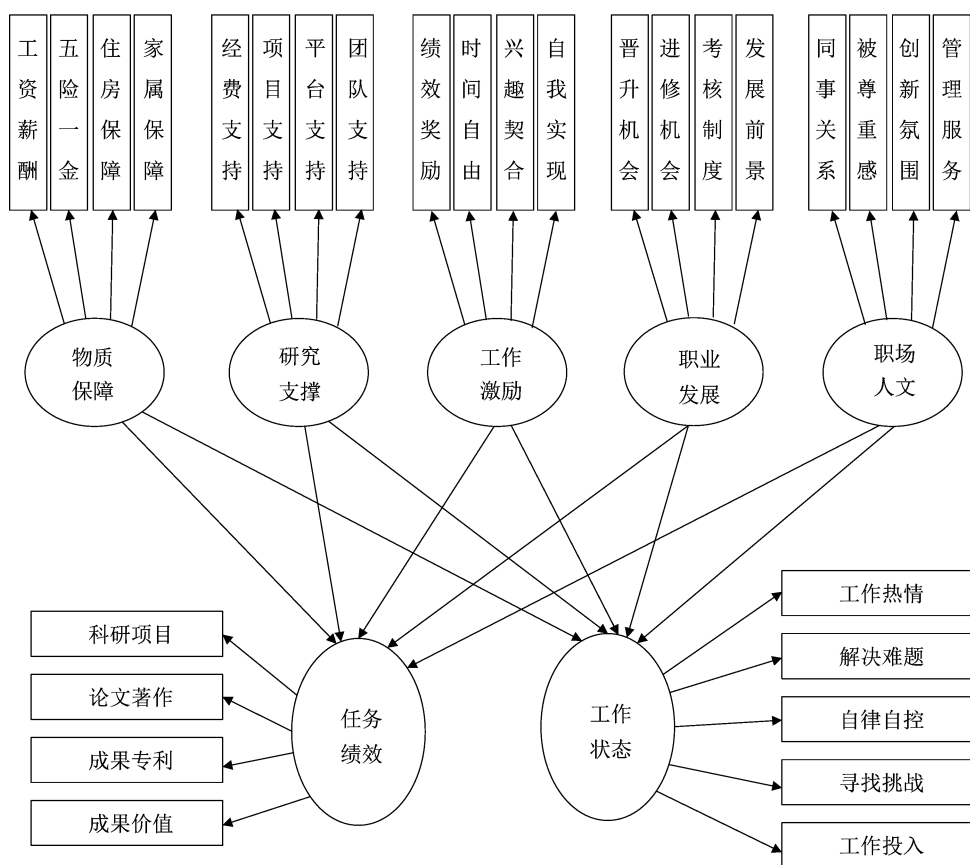 工资薪酬
五险一金
住房保障
家属保障
经费支持
项目支持
平台支持
团队支持
绩效奖励
时间自由
兴趣契合
自我实现
晋升机会
进修机会
考核制度
发展前景
同事关系
被尊重感
创新氛围
管理服务
物质
保障
研究
支撑
工作
激励
职业
发展
职场
人文
科研项目
论文著作
成果专利
成果价值
任务
绩效
工作
状态
工作热情
解决难题
自律自控
寻找挑战
工作投入